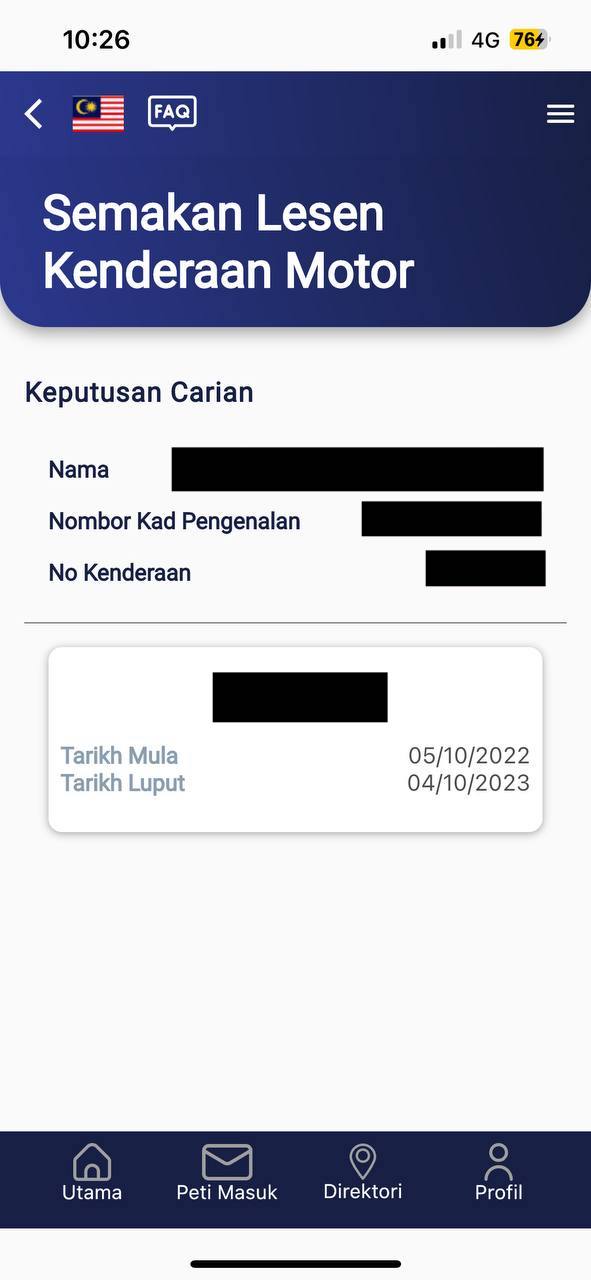 10:26
4G
76
FAQ
Semakan Lesen
Kenderaan Motor
Keputusan Carian
Nama
Nombor Kad Pengenalan
No Kenderaan
Tarikh Mula 05/10/2022
Tarikh Luput 04/10/2023
Utama
Peti Masuk
Direktori
Profil